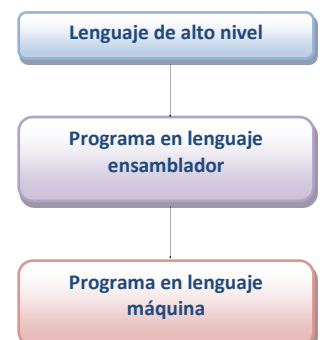 Lenguaje de alto nivel
Programa en lenguaje
ensamblador
Programa en lenguaje
máquina